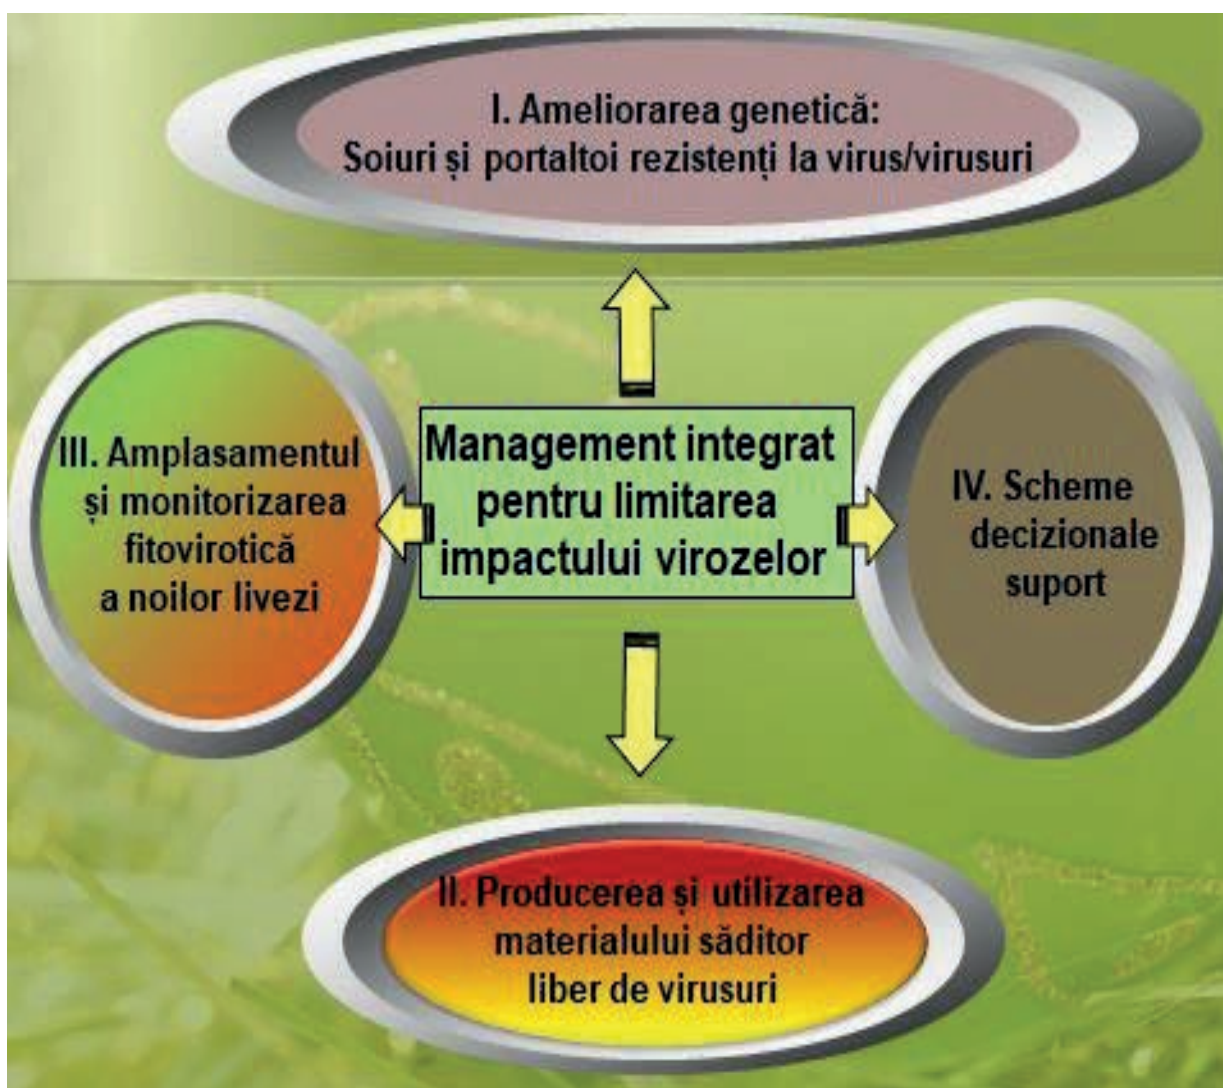 I. Ameliorarea genetică:
Soiuri și portaltoi rezistenți la virus/virusuri
III. Amplasamentul
și monitorizarea
fitovirotică
a noilor livezi
Management integrat
pentru limitarea
impactului virozelor
IV. Scheme
decizionale
suport
II. Producerea și utilizarea
materialului săditor
liber de virusuri